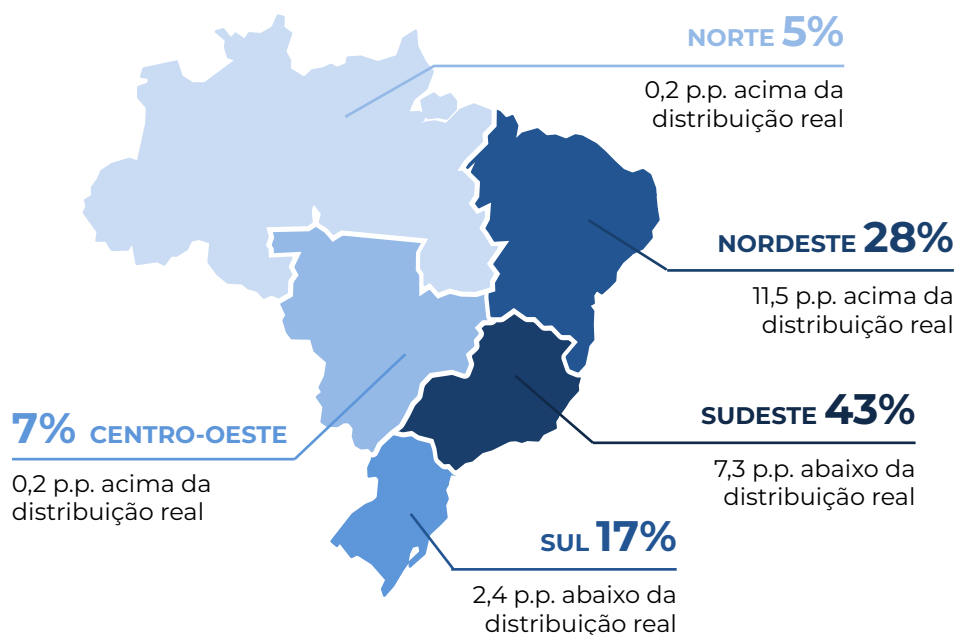 NORTE 5%
0,2 p.p. acima da
distribuição real
NORDESTE 28%
11,5 p.p. acima da
distribuição real
SUDESTE 43%
7,3 p.p. abaixo da
distribuição real
7% CENTRO-OESTE
0,2 p.p. acima da
distribuição real
SUL 17%
2,4 p.p. abaixo da
distribuição real